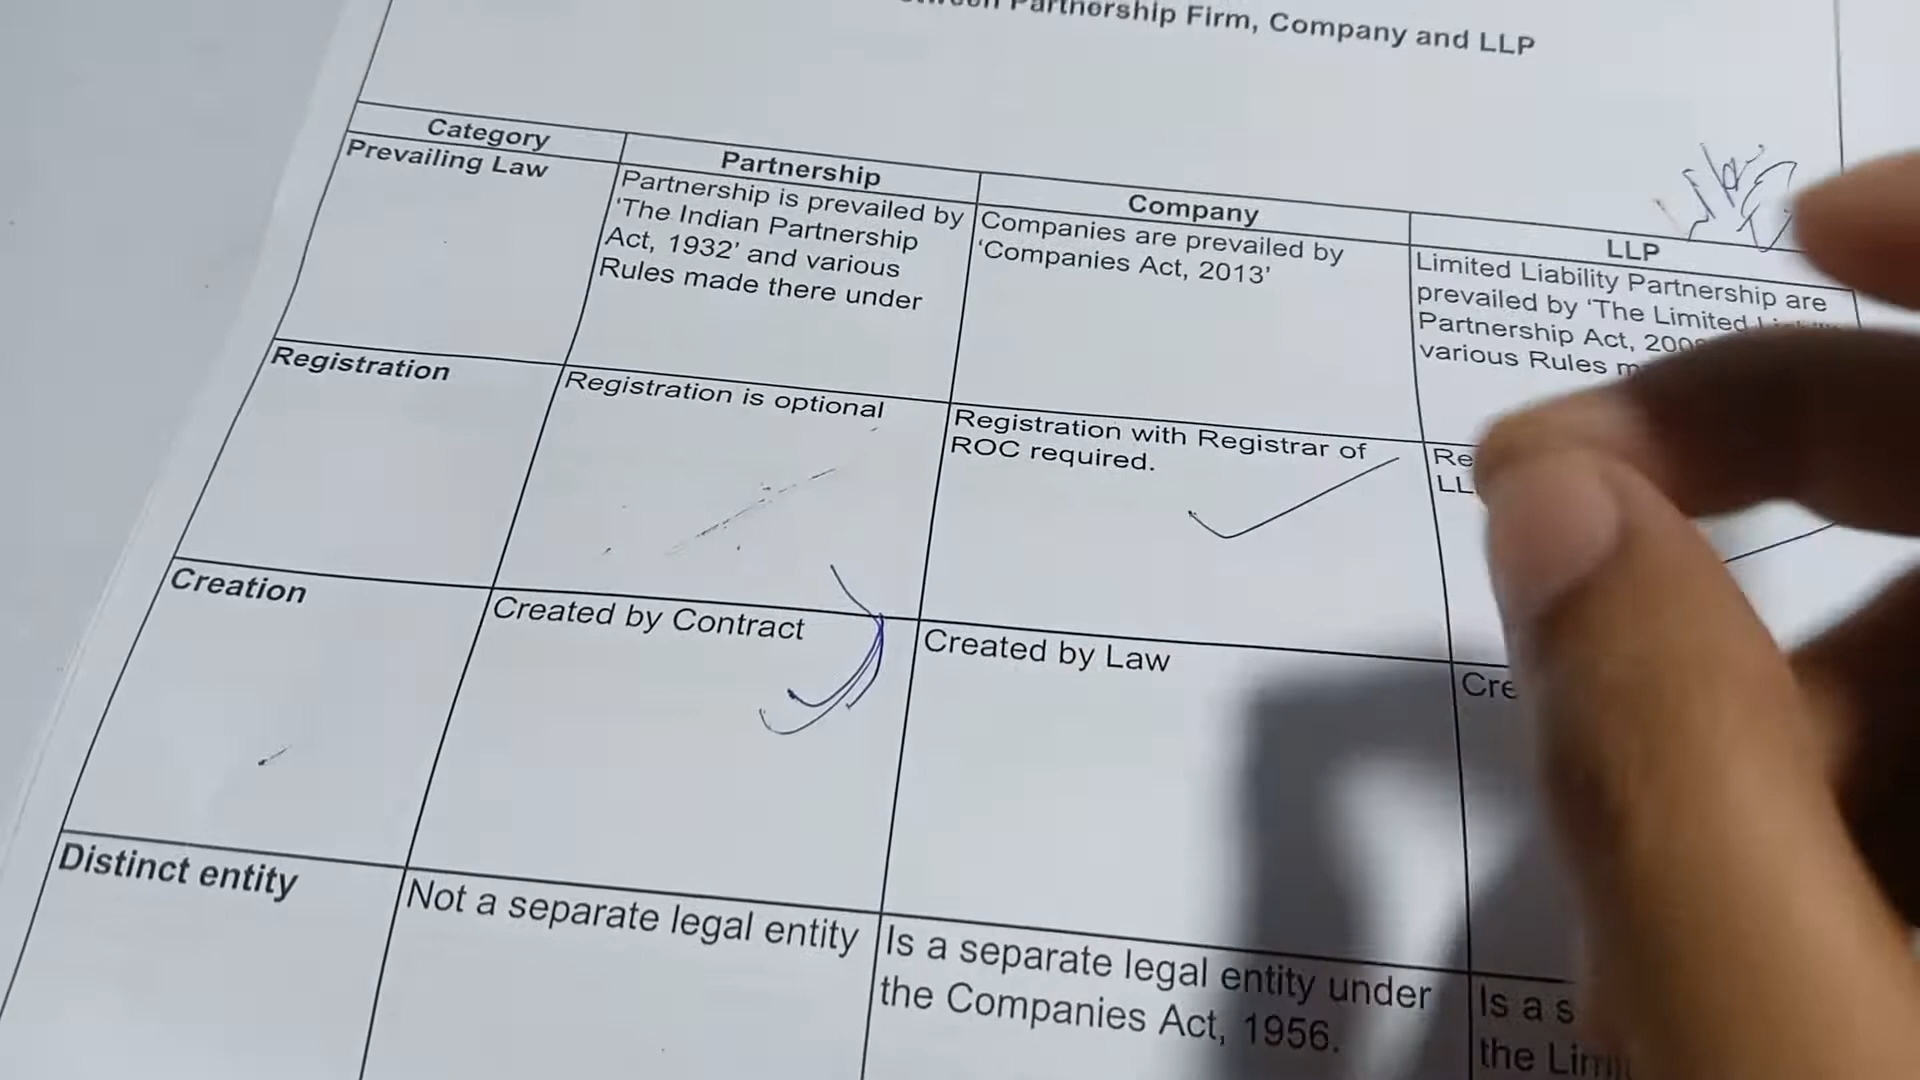 Partnership Firm, Company and LLP
Category
Partnership
Company
LLP
Prevailing Law
Partnership is prevailed by
'The Indian Partnership
Act, 1932' and various
Rules made there under
Companies are prevailed by
'Companies Act, 2013'
Limited Liability Partnership are
prevailed by 'The Limited
Partnership Act,
various Rules
Registration
Registration is optional
Registration with Registrar of
ROC required.
Creation
Created by Contract
Created by Law
Distinct entity
Not a separate legal entity
Is a separate legal entity under
the Companies Act, 1956.
Is a
the